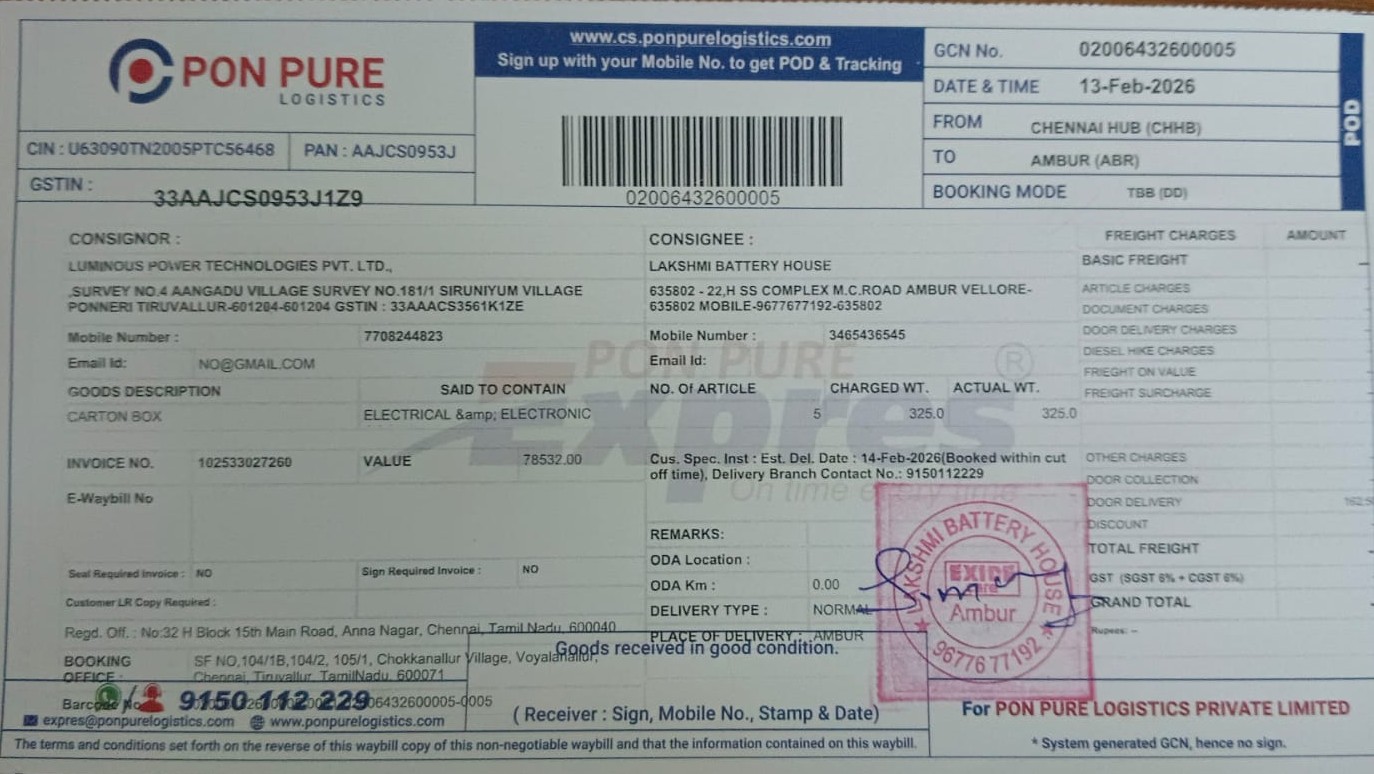 PON PURE
LOGISTICS
www.cs.ponpurelogistics.com
Sign up with your Mobile No. to get POD & Tracking
02006432600005
GCN No. 02006432600005
DATE & TIME 13-Feb-2026
FROM CHENNAI HUB (CHHB)
TO AMBUR (ABR)
BOOKING MODE TBB (DD)
POD
CIN : U63090TN2005PTC56468 PAN : AAJCS0953J
GSTIN : 33AAJCS0953J1Z9
CONSIGNOR :
LUMINOUS POWER TECHNOLOGIES PVT. LTD.,
,SURVEY NO.4 AANGADU VILLAGE SURVEY NO.181/1 SIRUNIYUM VILLAGE
PONNERI TIRUVALLUR-601204-601204 GSTIN : 33AAACS3561K1ZE
Mobile Number : 7708244823
Email Id: NO@GMAIL.COM
GOODS DESCRIPTION SAID TO CONTAIN
CARTON BOX ELECTRICAL &amp; ELECTRONIC
INVOICE NO. 102533027260 VALUE 78532.00
E-Waybill No
Seal Required Invoice : NO Sign Required Invoice : NO
Customer LR Copy Required :
CONSIGNEE :
LAKSHMI BATTERY HOUSE
635802 - 22,H SS COMPLEX M.C.ROAD AMBUR VELLORE-
635802 MOBILE-9677677192-635802
Mobile Number : 3465436545
Email Id:
NO. Of ARTICLE CHARGED WT. ACTUAL WT.
5 325.0 325.0
Cus. Spec. Inst : Est. Del. Date : 14-Feb-2026(Booked within cut
off time), Delivery Branch Contact No.: 9150112229
PON PURE
Expres
®
On time every time
REMARKS:
ODA Location :
ODA Km : 0.00
DELIVERY TYPE : NORMAL
PLACE OF DELIVERY : AMBUR
FREIGHT CHARGES AMOUNT
BASIC FREIGHT
ARTICLE CHARGES
DOCUMENT CHARGES
DOOR DELIVERY CHARGES
DIESEL HIKE CHARGES
FRIEGHT ON VALUE
FREIGHT SURCHARGE
OTHER CHARGES
DOOR COLLECTION
DOOR DELIVERY
DISCOUNT
TOTAL FREIGHT
GST (SGST 6% + CGST 6%)
GRAND TOTAL
Rupees: --
LAKSHMI BATTERY HOUSE
EXIDE
Ambur
9677677192
Regd. Off. : No:32 H Block 15th Main Road, Anna Nagar, Chennai, Tamil Nadu, 600040
BOOKING OFFICE : SF NO,104/1B,104/2, 105/1, Chokkanallur Village, Voyalanallur,
Chennai, Tiruvallur, TamilNadu, 600071
Goods received in good condition.
9150 112 229
expres@ponpurelogistics.com www.ponpurelogistics.com
( Receiver : Sign, Mobile No., Stamp & Date)
For PON PURE LOGISTICS PRIVATE LIMITED
The terms and conditions set forth on the reverse of this waybill copy of this non-negotiable waybill and that the information contained on this waybill.
* System generated GCN, hence no sign.